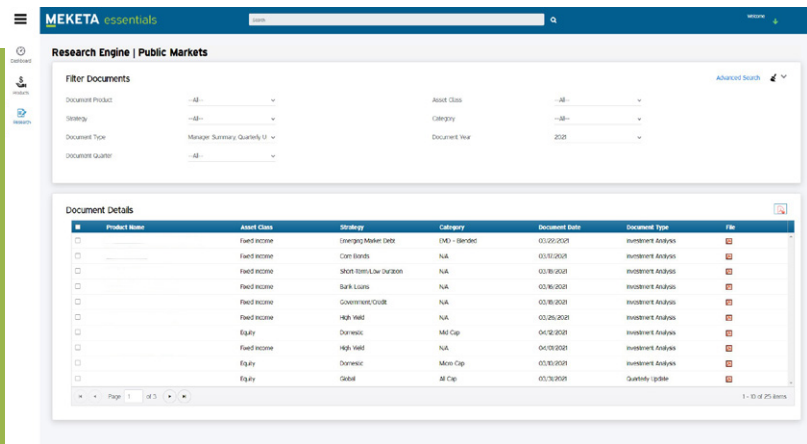 MEKETA essentials
Search
Welcome
Dashboard
Products
Research
Research Engine | Public Markets
Filter Documents
Advanced Search
Document Product --All-- Asset Class --All--
Strategy --All-- Category --All--
Document Type Manager Summary, Quarterly U Document Year 2021
Document Quarter --All--
Document Details
Product Name Asset Class Strategy Category Document Date Document Type File
Fixed Income Emerging Market Debt EMD - Blended 03/22/2021 Investment Analysis
Fixed Income Core Bonds N/A 03/17/2021 Investment Analysis
Fixed Income Short-Term/Low Duration N/A 03/18/2021 Investment Analysis
Fixed Income Bank Loans N/A 03/16/2021 Investment Analysis
Fixed Income Government/Credit N/A 03/18/2021 Investment Analysis
Fixed Income High Yield N/A 03/26/2021 Investment Analysis
Equity Domestic Mid Cap 04/12/2021 Investment Analysis
Fixed Income High Yield N/A 04/01/2021 Investment Analysis
Equity Domestic Micro Cap 03/10/2021 Investment Analysis
Equity Global All Cap 03/31/2021 Quarterly Update
Page 1 of 3
1 - 10 of 25 items